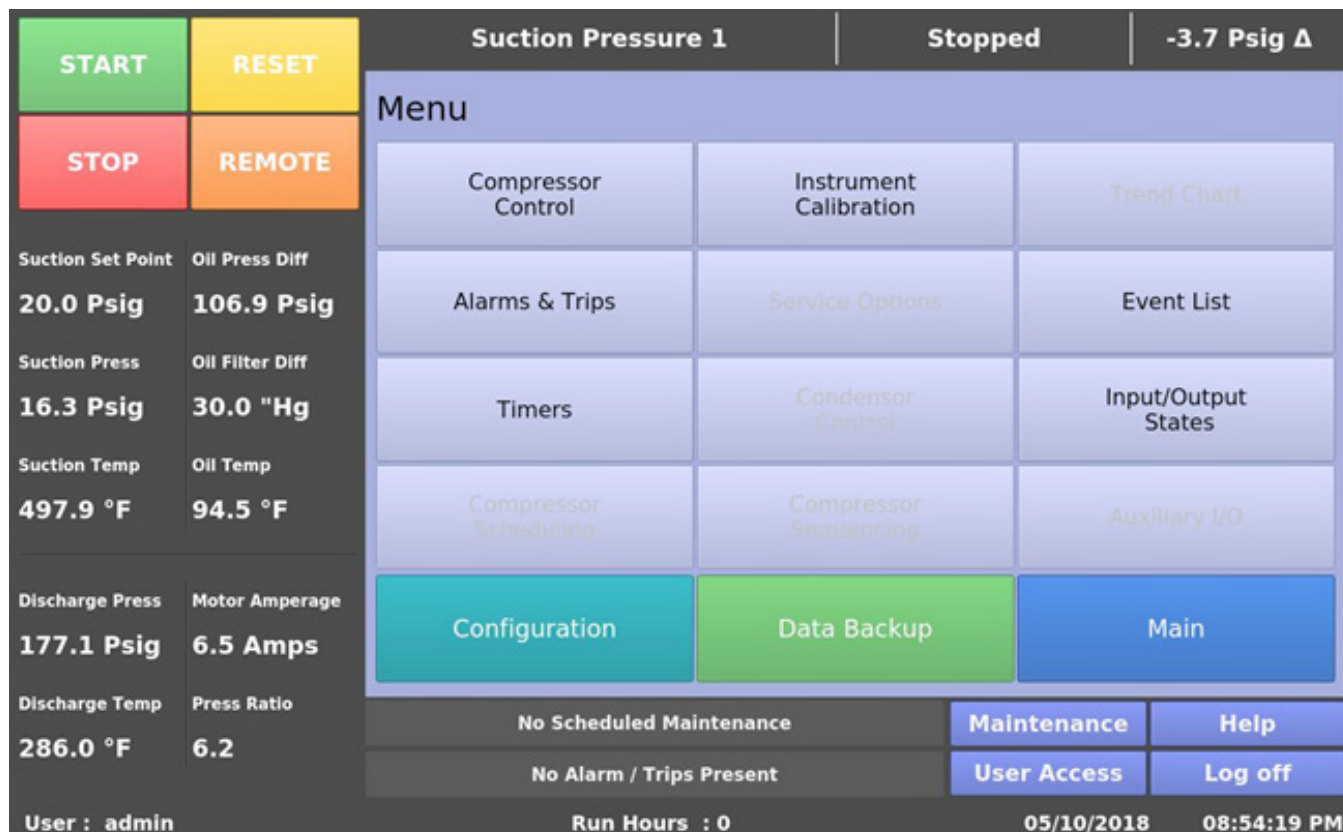 START
RESET
STOP
REMOTE
Suction Pressure 1
Stopped
-3.7 Psig Δ
Menu
Compressor
Control
Instrument
Calibration
Trend Chart
Alarms & Trips
Service Options
Event List
Timers
Condensor
Control
Input/Output
States
Compressor
Scheduling
Compressor
Sequencing
Auxiliary I/O
Configuration
Data Backup
Main
Suction Set Point
20.0 Psig
Oil Press Diff
106.9 Psig
Suction Press
16.3 Psig
Oil Filter Diff
30.0 "Hg
Suction Temp
497.9 °F
Oil Temp
94.5 °F
Discharge Press
177.1 Psig
Motor Amperage
6.5 Amps
Discharge Temp
286.0 °F
Press Ratio
6.2
No Scheduled Maintenance
Maintenance
Help
No Alarm / Trips Present
User Access
Log off
User : admin
Run Hours : 0
05/10/2018
08:54:19 PM